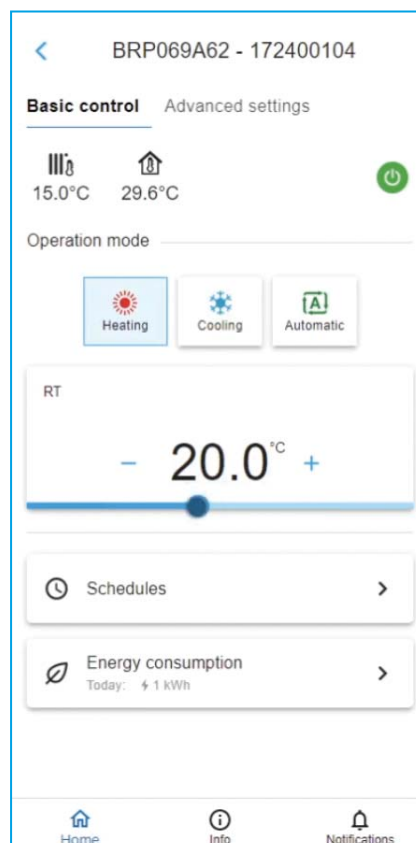 BRP069A62 - 172400104
Basic control Advanced settings
15.0°C 29.6°C
Operation mode
Heating Cooling Automatic
RT
− 20.0°C +
Schedules
Energy consumption
Today: 1 kWh
Home Info Notifications